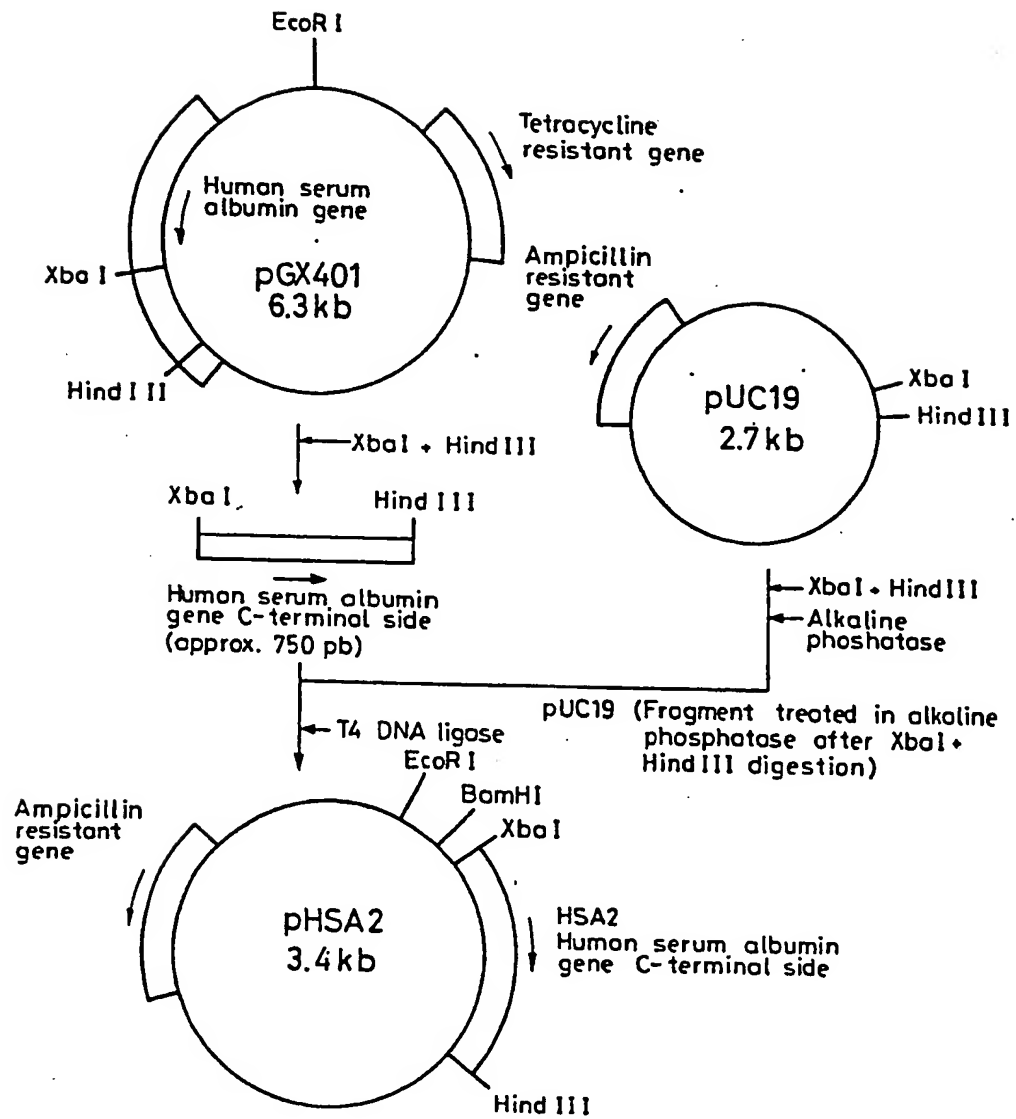 EcoR I
Tetracycline
resistant gene
Human serum
albumin gene
Xba I
pGX401
6.3 kb
Hind I II
Ampicillin
resistant
gene
pUC19
2.7 kb
Xba I
Hind III
XbaI + Hind III
Xba I
Hind III
Human serum albumin
gene C-terminal side
(approx. 750 pb)
XbaI + Hind III
Alkaline
phoshatase
pUC19 (Fragment treated in alkaline
phosphatase after XbaI +
Hind III digestion)
T4 DNA ligase
EcoR I
BamHI
Xba I
Ampicillin
resistant
gene
pHSA2
3.4 kb
HSA2
Human serum albumin
gene C-terminal side
Hind III